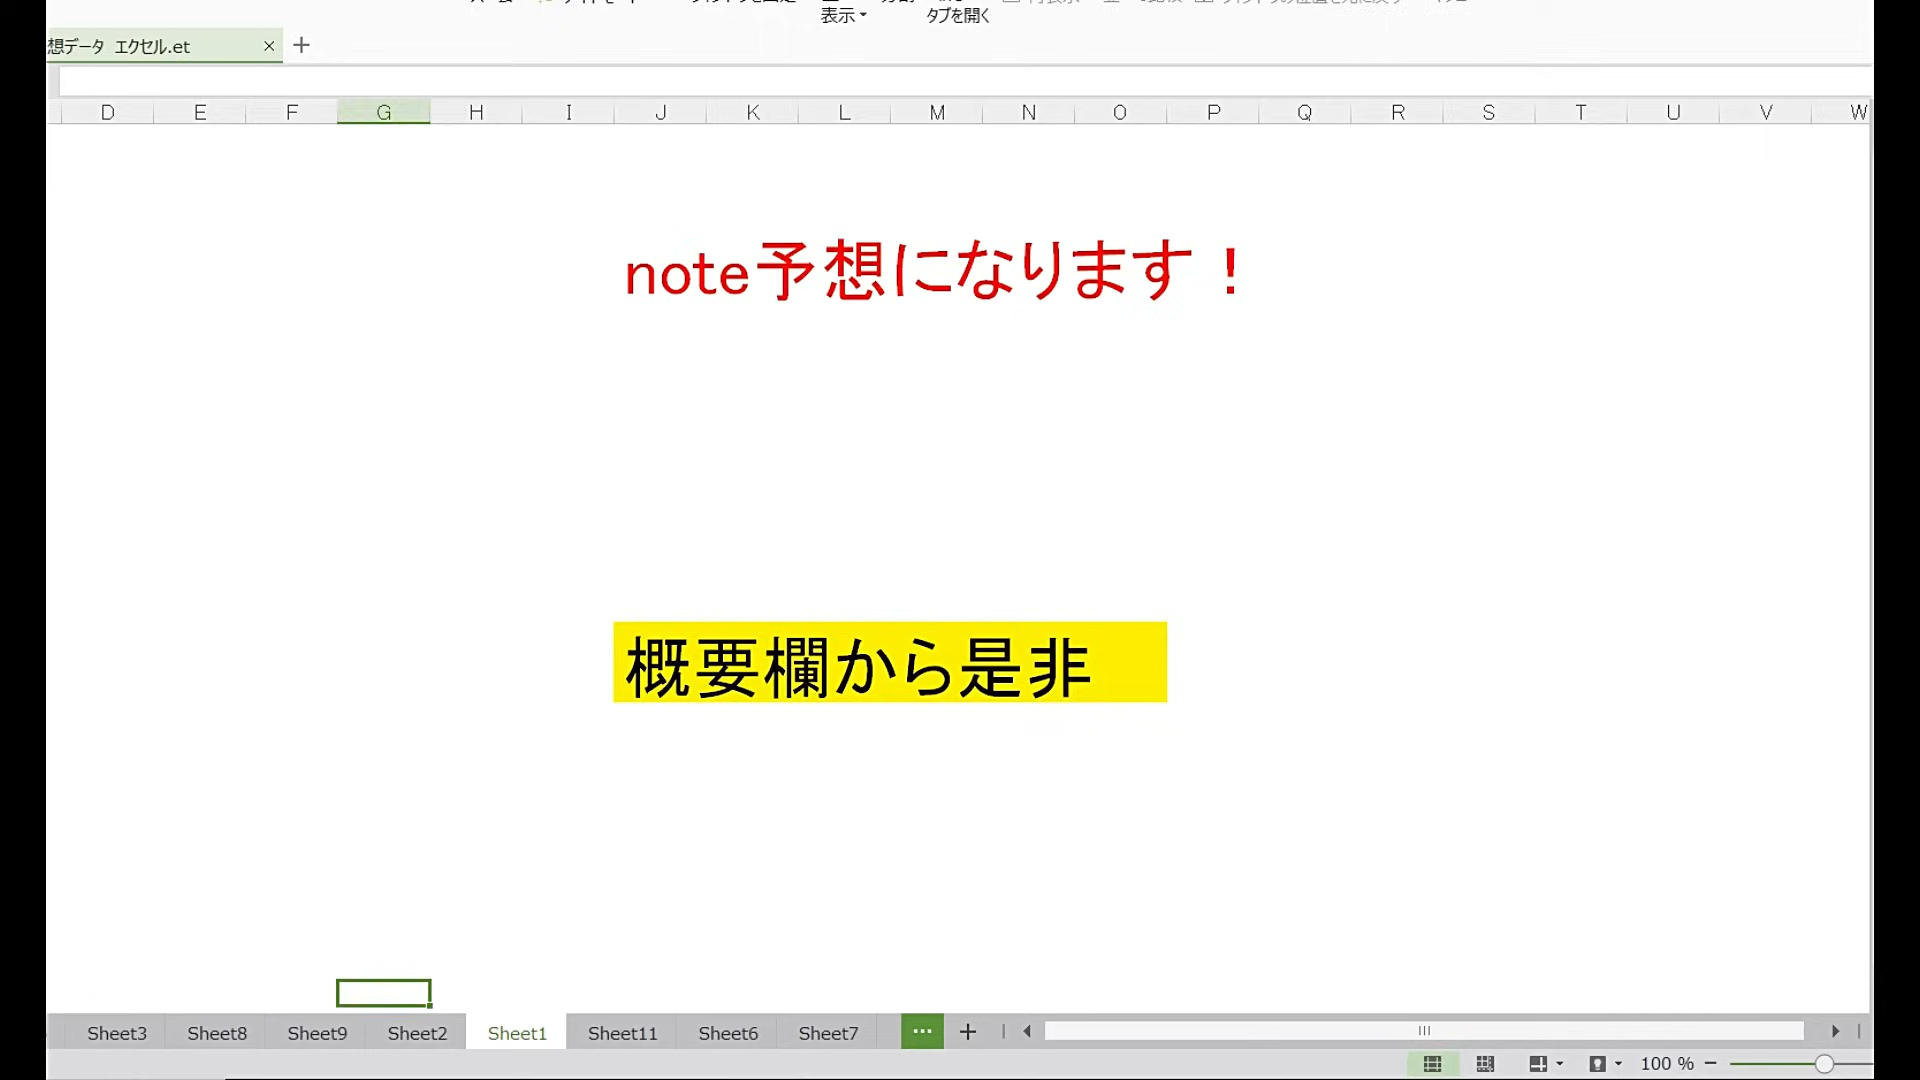 表示
タブを開く
想データ エクセル.et
D E F G H I J K L M N O P Q R S T U V W
note予想になります！
概要欄から是非
Sheet3 Sheet8 Sheet9 Sheet2 Sheet1 Sheet11 Sheet6 Sheet7 ...
100 %